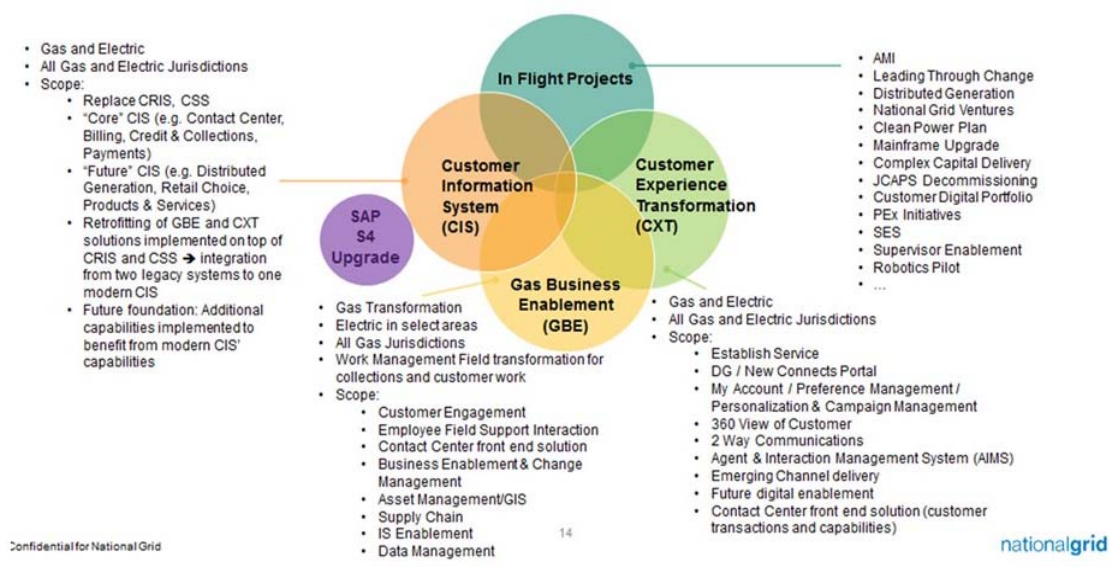 In Flight Projects
Customer
Information
System
(CIS)
Customer
Experience
Transformation
(CXT)
Gas Business
Enablement
(GBE)
SAP
S4
Upgrade
• Gas and Electric
• All Gas and Electric Jurisdictions
• Scope:
• Replace CRIS, CSS
• “Core” CIS (e.g. Contact Center,
Billing, Credit & Collections,
Payments)
• “Future” CIS (e.g. Distributed
Generation, Retail Choice,
Products & Services)
• Retrofitting of GBE and CXT
solutions implemented on top of
CRIS and CSS ➔ integration
from two legacy systems to one
modern CIS
• Future foundation: Additional
capabilities implemented to
benefit from modern CIS’
capabilities
• AMI
• Leading Through Change
• Distributed Generation
• National Grid Ventures
• Clean Power Plan
• Mainframe Upgrade
• Complex Capital Delivery
• JCAPS Decommissioning
• Customer Digital Portfolio
• PEx Initiatives
• SES
• Supervisor Enablement
• Robotics Pilot
• …
• Gas Transformation
• Electric in select areas
• All Gas Jurisdictions
• Work Management Field transformation for
collections and customer work
• Scope:
• Customer Engagement
• Employee Field Support Interaction
• Contact Center front end solution
• Business Enablement & Change
Management
• Asset Management/GIS
• Supply Chain
• IS Enablement
• Data Management
• Gas and Electric
• All Gas and Electric Jurisdictions
• Scope:
• Establish Service
• DG / New Connects Portal
• My Account / Preference Management /
Personalization & Campaign Management
• 360 View of Customer
• 2 Way Communications
• Agent & Interaction Management System (AIMS)
• Emerging Channel delivery
• Future digital enablement
• Contact Center front end solution (customer
transactions and capabilities)
Confidential for National Grid
14
nationalgrid